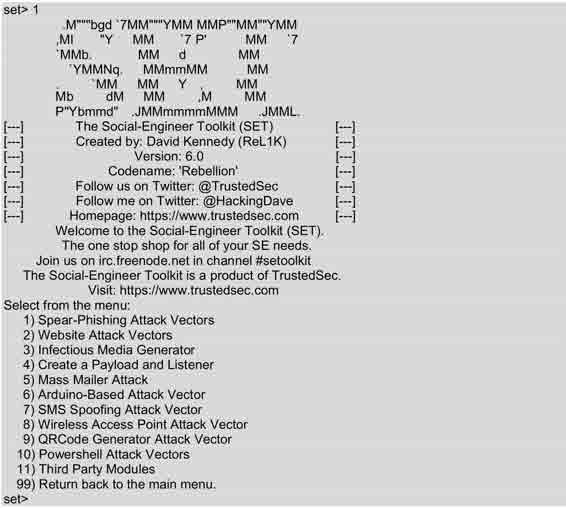 set> 1
.M"""bgd `7MM"""YMM MMP""MM""YMM
,MI "Y MM `7 P' MM `7
`MMb. MM d MM
`YMMNq. MMmmMM MM
. `MM MM Y , MM
Mb dM MM ,M MM
P"Ybmmd" .JMMmmmmMMM .JMML.
[---] The Social-Engineer Toolkit (SET) [---]
[---] Created by: David Kennedy (ReL1K) [---]
[---] Version: 6.0 [---]
[---] Codename: 'Rebellion' [---]
[---] Follow us on Twitter: @TrustedSec [---]
[---] Follow me on Twitter: @HackingDave [---]
[---] Homepage: https://www.trustedsec.com [---]
Welcome to the Social-Engineer Toolkit (SET).
The one stop shop for all of your SE needs.
Join us on irc.freenode.net in channel #setoolkit
The Social-Engineer Toolkit is a product of TrustedSec.
Visit: https://www.trustedsec.com
Select from the menu:
1) Spear-Phishing Attack Vectors
2) Website Attack Vectors
3) Infectious Media Generator
4) Create a Payload and Listener
5) Mass Mailer Attack
6) Arduino-Based Attack Vector
7) SMS Spoofing Attack Vector
8) Wireless Access Point Attack Vector
9) QRCode Generator Attack Vector
10) Powershell Attack Vectors
11) Third Party Modules
99) Return back to the main menu.
set>